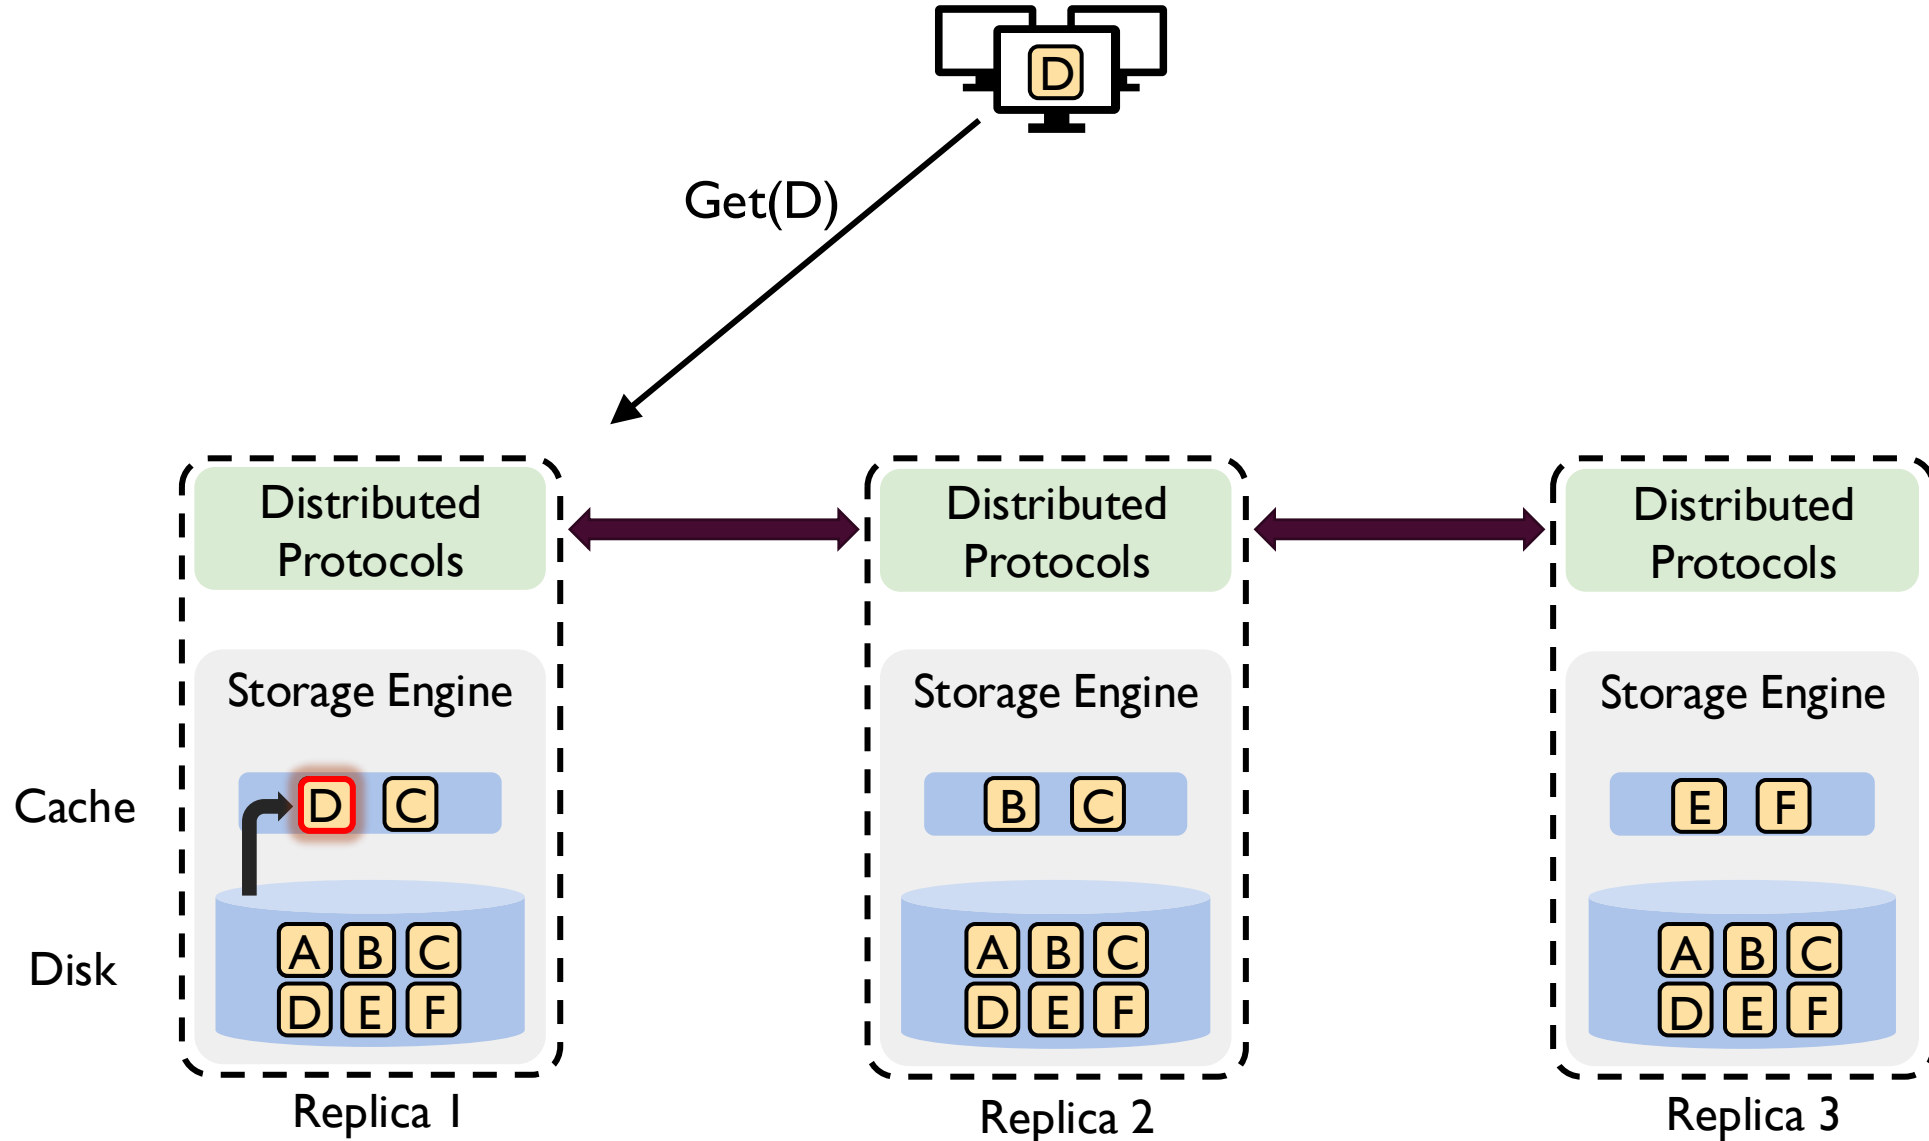 D
Get(D)
Distributed
Protocols
Distributed
Protocols
Distributed
Protocols
Storage Engine
Storage Engine
Storage Engine
Cache
D C
B C
E F
Disk
A B C
D E F
A B C
D E F
A B C
D E F
Replica 1
Replica 2
Replica 3